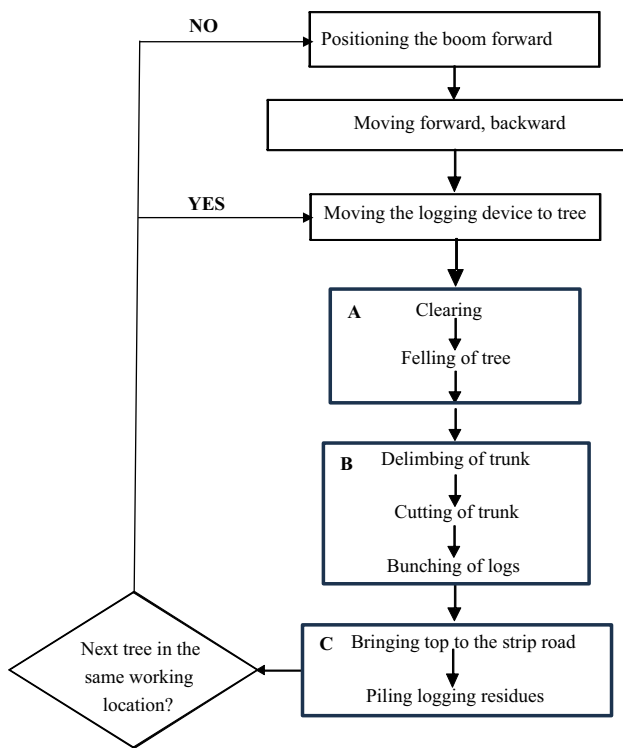 NO
Positioning the boom forward
Moving forward, backward
YES
Moving the logging device to tree
A
Clearing
Felling of tree
B
Delimbing of trunk
Cutting of trunk
Bunching of logs
C
Bringing top to the strip road
Piling logging residues
Next tree in the
same working
location?